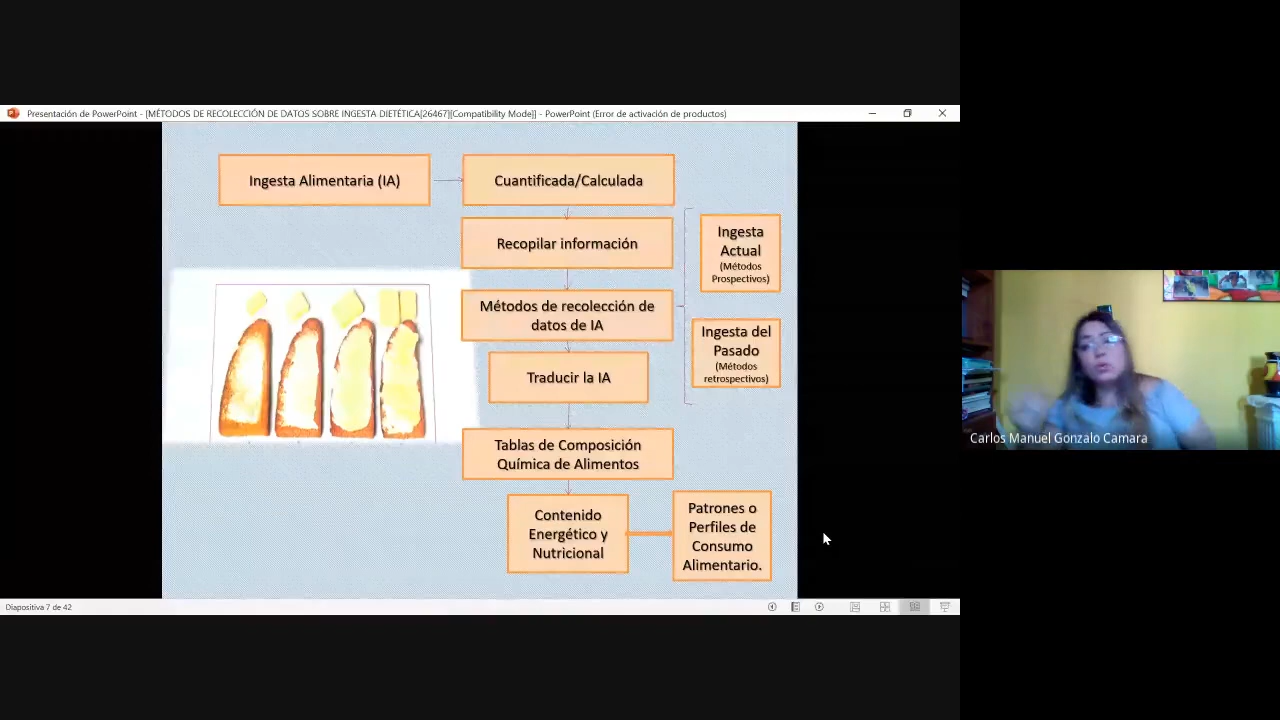 Presentación de PowerPoint - [MÉTODOS DE RECOLECCIÓN DE DATOS SOBRE INGESTA DIETÉTICA[26467][Compatibility Mode]] - PowerPoint (Error de activación de productos)
Ingesta Alimentaria (IA)
Cuantificada/Calculada
Recopilar información
Ingesta
Actual
(Métodos
Prospectivos)
Métodos de recolección de
datos de IA
Ingesta del
Pasado
(Métodos
retrospectivos)
Traducir la IA
Tablas de Composición
Química de Alimentos
Contenido
Energético y
Nutricional
Patrones o
Perfiles de
Consumo
Alimentario.
Diapositiva 7 de 42
Carlos Manuel Gonzalo Camara